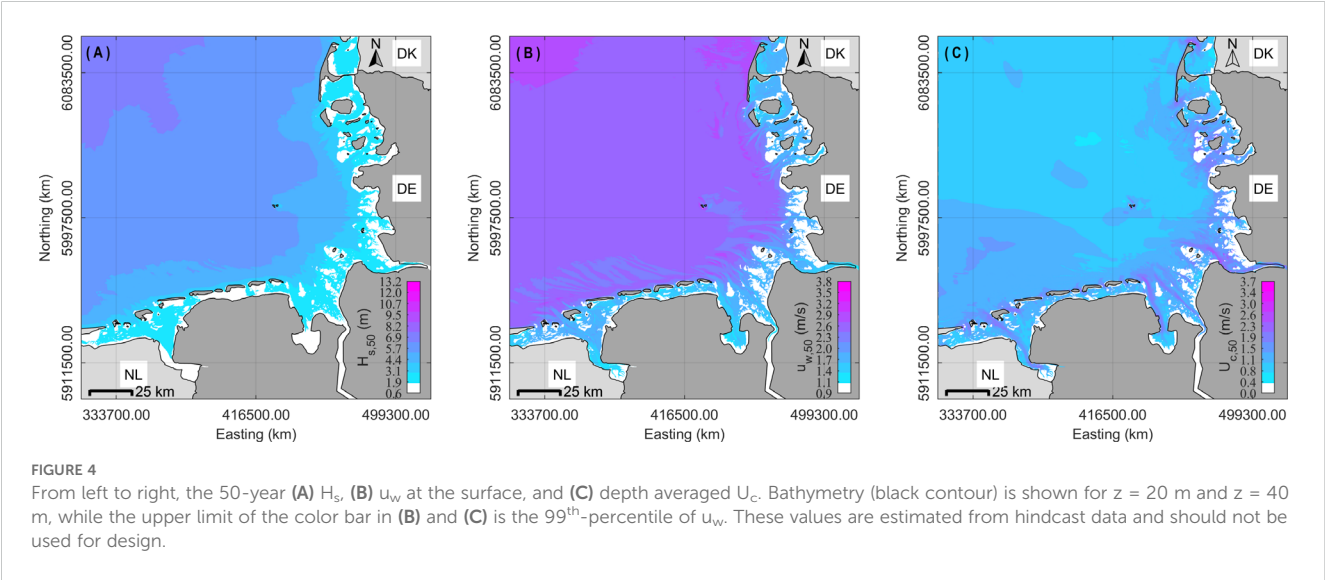 (A)
N
DK
DE
NL
25 km
6083500.00
5997500.00
5911500.00
Northing (km)
13.2
12.0
10.7
9.5
8.2
6.9
5.7
4.4
3.1
1.9
0.6
Hs,50 (m)
3333700.00 416500.00 499300.00
Easting (km)
(B)
N
DK
DE
NL
25 km
6083500.00
5997500.00
5911500.00
Northing (km)
3.8
3.5
3.2
2.9
2.6
2.3
2.0
1.7
1.4
1.1
0.9
uw,50 (m/s)
3333700.00 416500.00 499300.00
Easting (km)
(C)
N
DK
DE
NL
25 km
6083500.00
5997500.00
5911500.00
Northing (km)
3.7
3.4
3.0
2.6
2.3
1.9
1.5
1.2
0.8
0.4
0.0
Uc,50 (m/s)
3333700.00 416500.00 499300.00
Easting (km)
FIGURE 4
From left to right, the 50-year (A) Hs, (B) uw at the surface, and (C) depth averaged Uc. Bathymetry (black contour) is shown for z = 20 m and z = 40
m, while the upper limit of the color bar in (B) and (C) is the 99th-percentile of uw. These values are estimated from hindcast data and should not be
used for design.